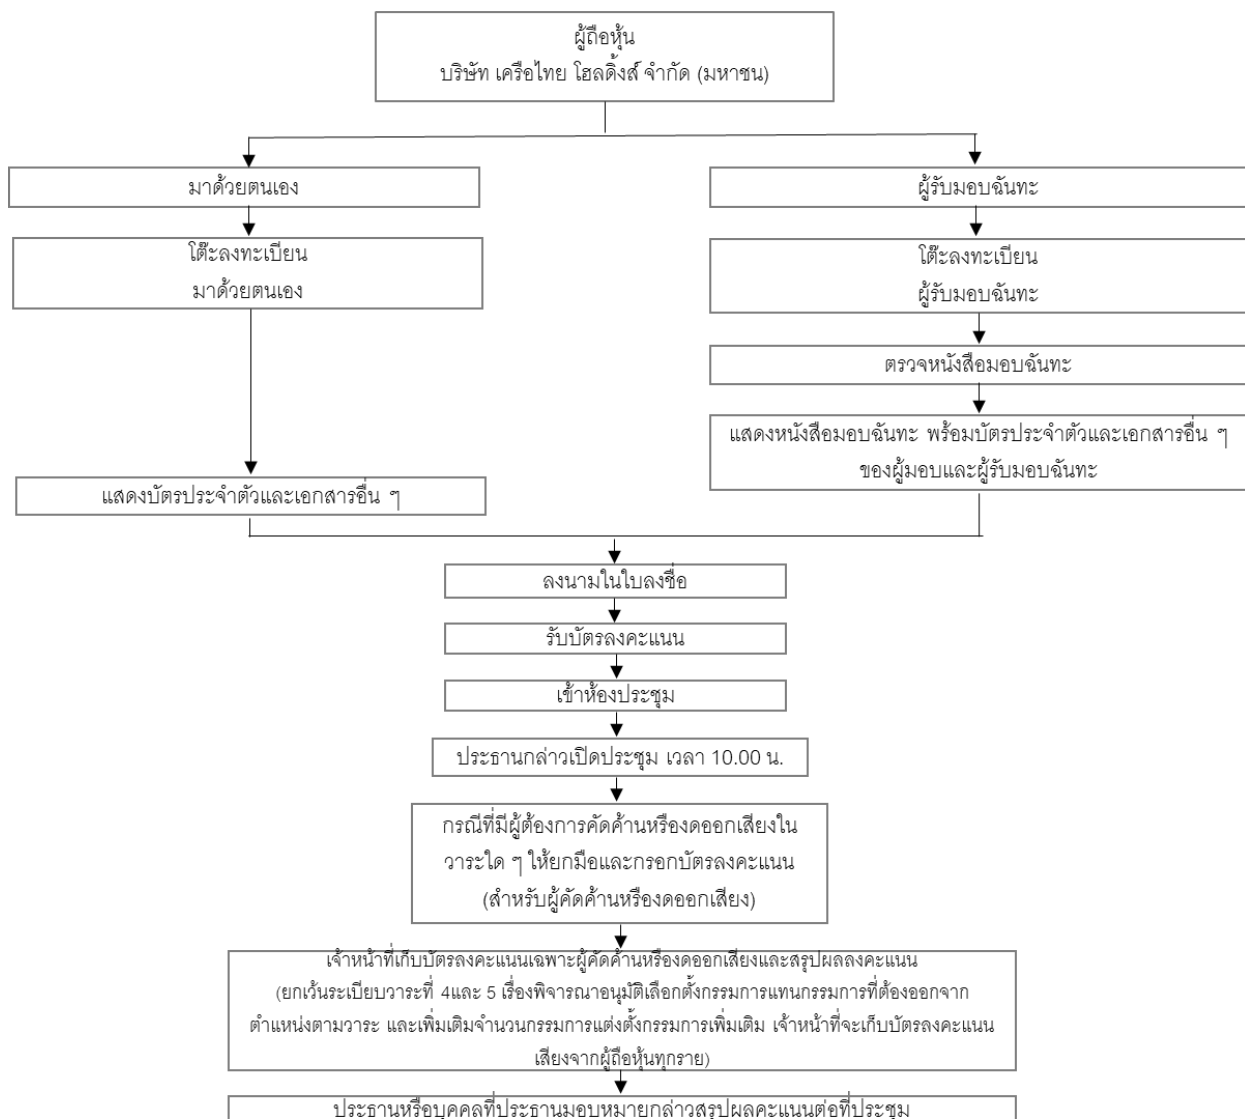 ผู้ถือหุ้น
บริษัท เครือไทย โฮลดิ้งส์ จำกัด (มหาชน)
มาด้วยตนเอง
ผู้รับมอบฉันทะ
โต๊ะลงทะเบียน
มาด้วยตนเอง
โต๊ะลงทะเบียน
ผู้รับมอบฉันทะ
ตรวจหนังสือมอบฉันทะ
แสดงหนังสือมอบฉันทะ พร้อมบัตรประจำตัวและเอกสารอื่น ๆ
ของผู้มอบและผู้รับมอบฉันทะ
แสดงบัตรประจำตัวและเอกสารอื่น ๆ
ลงนามในใบลงชื่อ
รับบัตรลงคะแนน
เข้าห้องประชุม
ประธานกล่าวเปิดประชุม เวลา 10.00 น.
กรณีที่มีผู้ต้องการคัดค้านหรืองดออกเสียงใน
วาระใด ๆ ให้ยกมือและกรอกบัตรลงคะแนน
(สำหรับผู้คัดค้านหรืองดออกเสียง)
เจ้าหน้าที่เก็บบัตรลงคะแนนเฉพาะผู้คัดค้านหรืองดออกเสียงและสรุปผลลงคะแนน
(ยกเว้นระเบียบวาระที่ 4และ 5 เรื่องพิจารณาอนุมัติเลือกตั้งกรรมการแทนกรรมการที่ต้องออกจาก
ตำแหน่งตามวาระ และเพิ่มเติมจำนวนกรรมการแต่งตั้งกรรมการเพิ่มเติม เจ้าหน้าที่จะเก็บบัตรลงคะแนน
เสียงจากผู้ถือหุ้นทุกราย)
ประธานหรือบุคคลที่ประธานมอบหมายกล่าวสรุปผลคะแนนต่อที่ประชุม